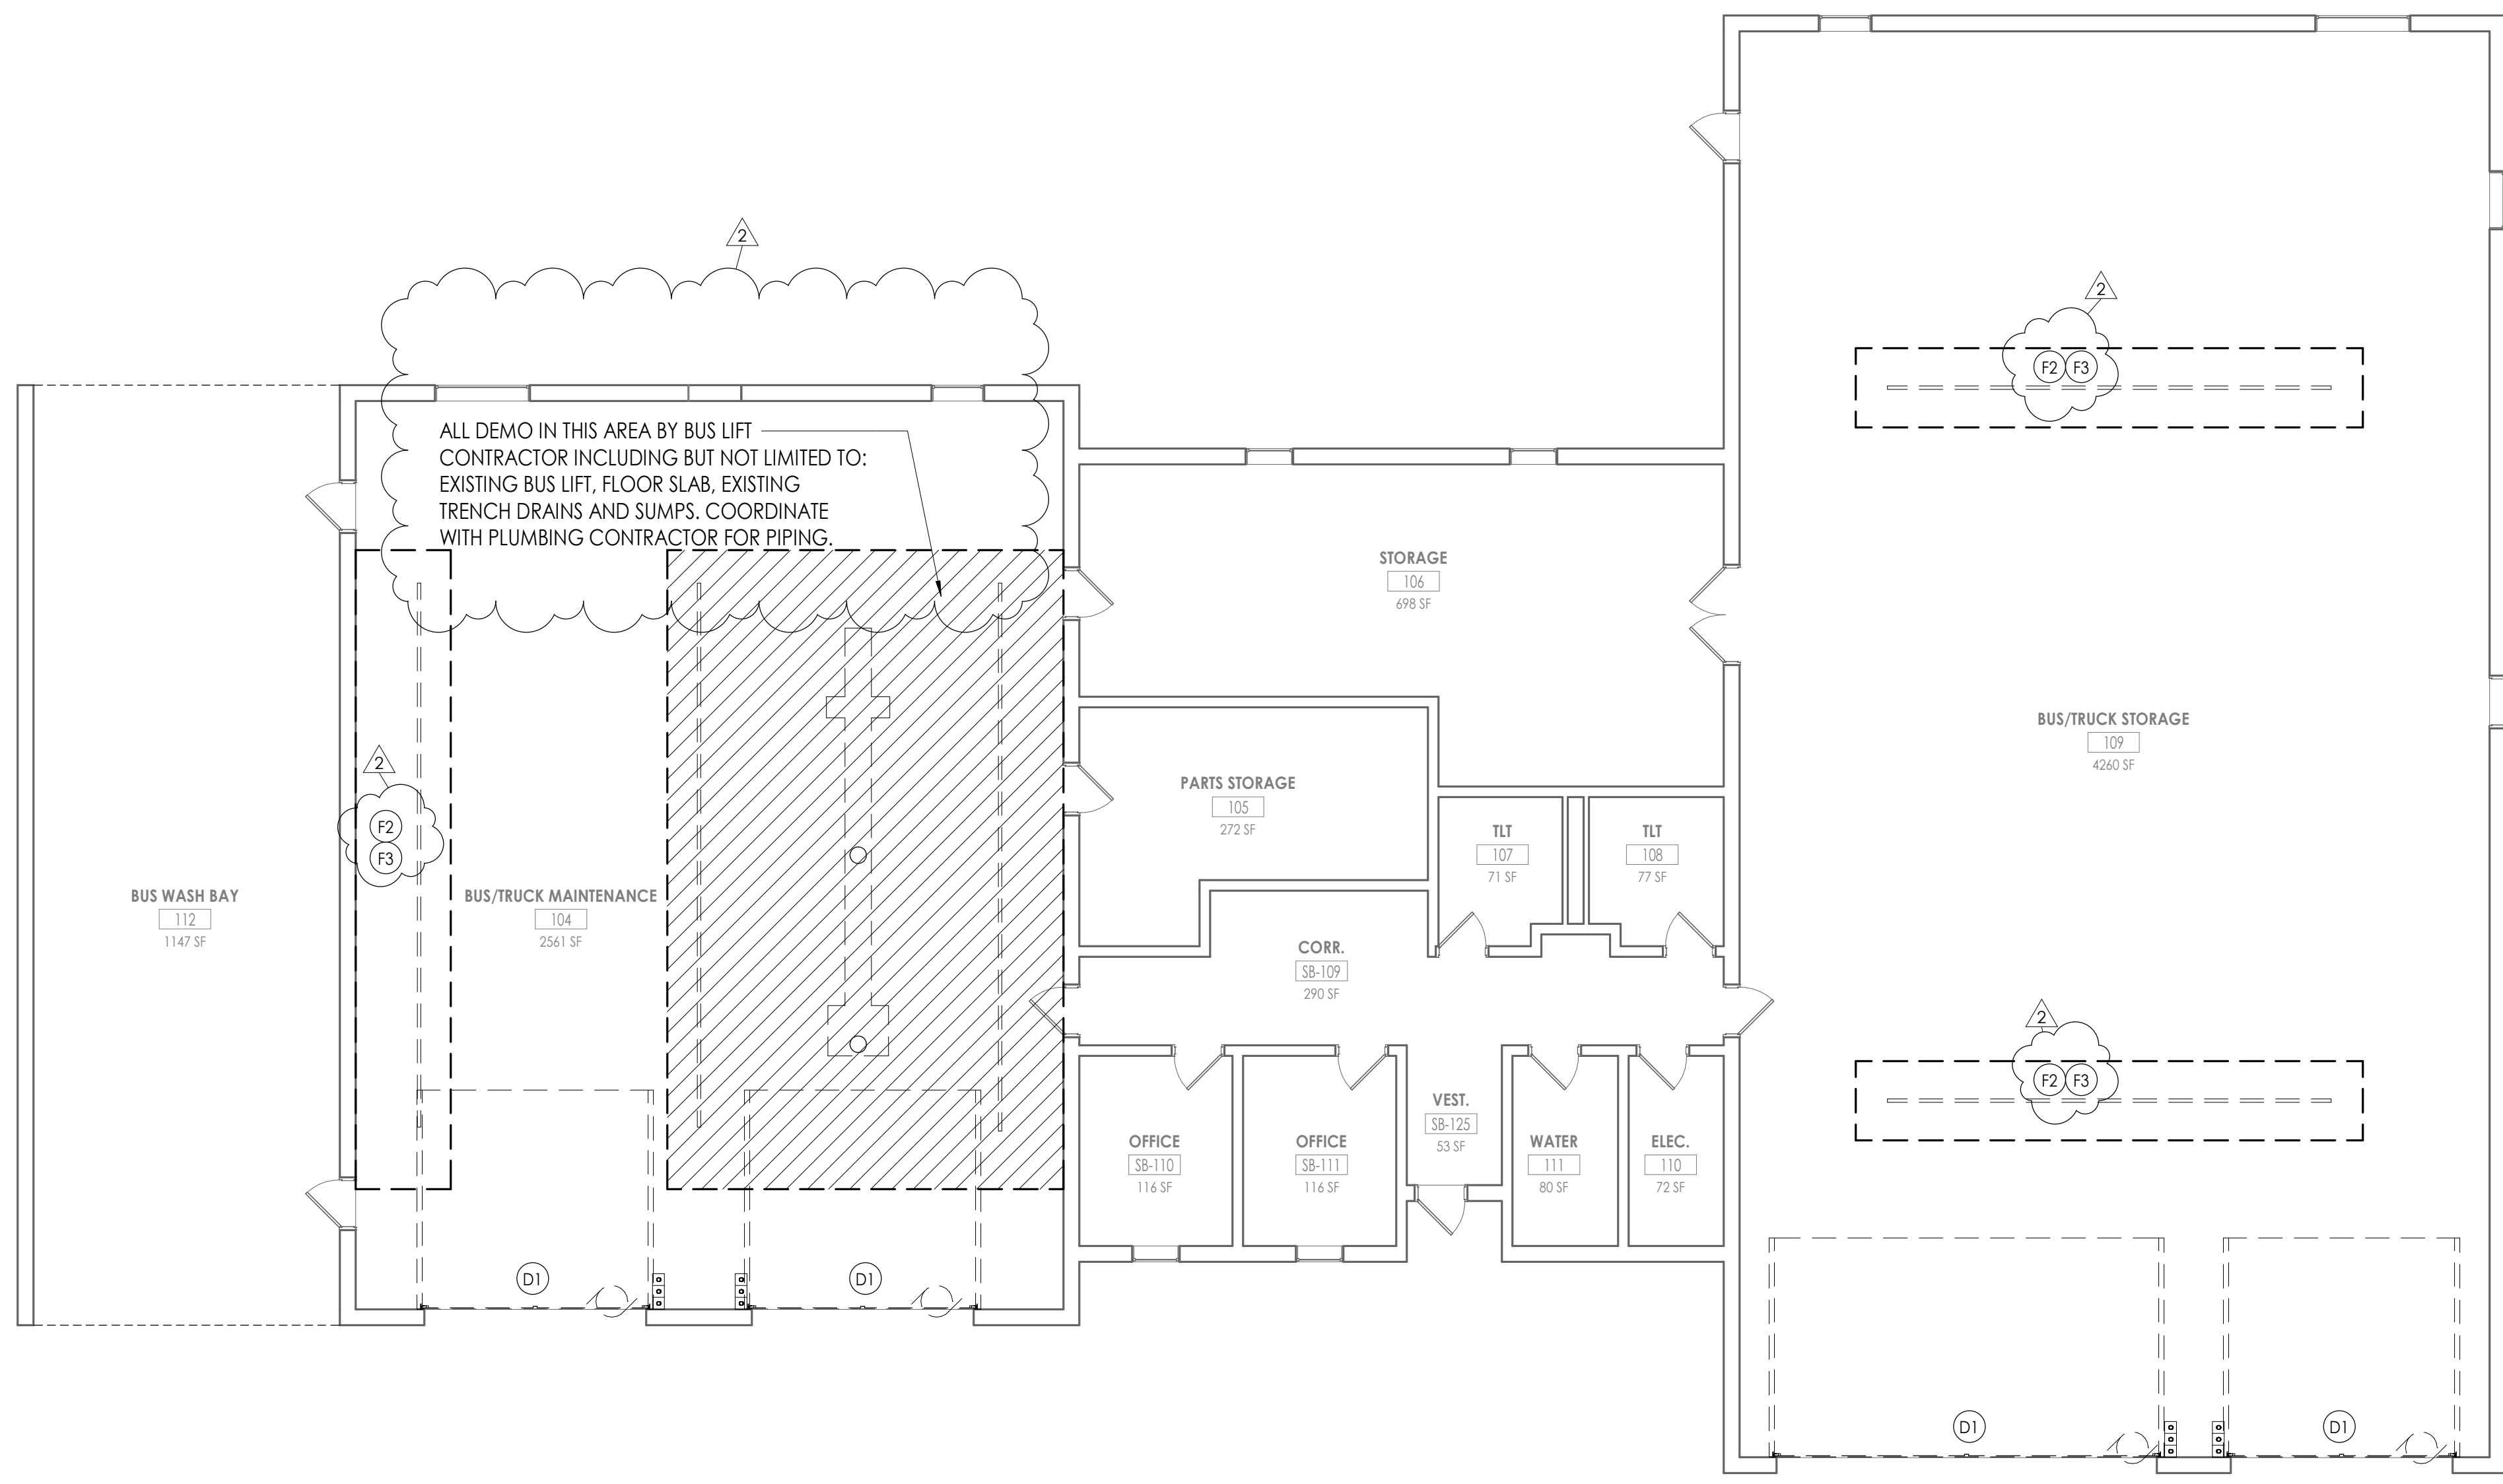 2
2
ALL DEMO IN THIS AREA BY BUS LIFT
CONTRACTOR INCLUDING BUT NOT LIMITED TO:
EXISTING BUS LIFT, FLOOR SLAB, EXISTING
TRENCH DRAINS AND SUMPS. COORDINATE
WITH PLUMBING CONTRACTOR FOR PIPING.
F2 F3
STORAGE
106
698 SF
BUS/TRUCK STORAGE
109
4260 SF
2
F2
F3
PARTS STORAGE
105
272 SF
TLT
107
71 SF
TLT
108
77 SF
BUS WASH BAY
112
1147 SF
BUS/TRUCK MAINTENANCE
104
2561 SF
CORR.
SB-109
290 SF
2
F2 F3
VEST.
SB-125
53 SF
OFFICE
SB-110
116 SF
OFFICE
SB-111
116 SF
WATER
111
80 SF
ELEC.
110
72 SF
D1
D1
D1
D1